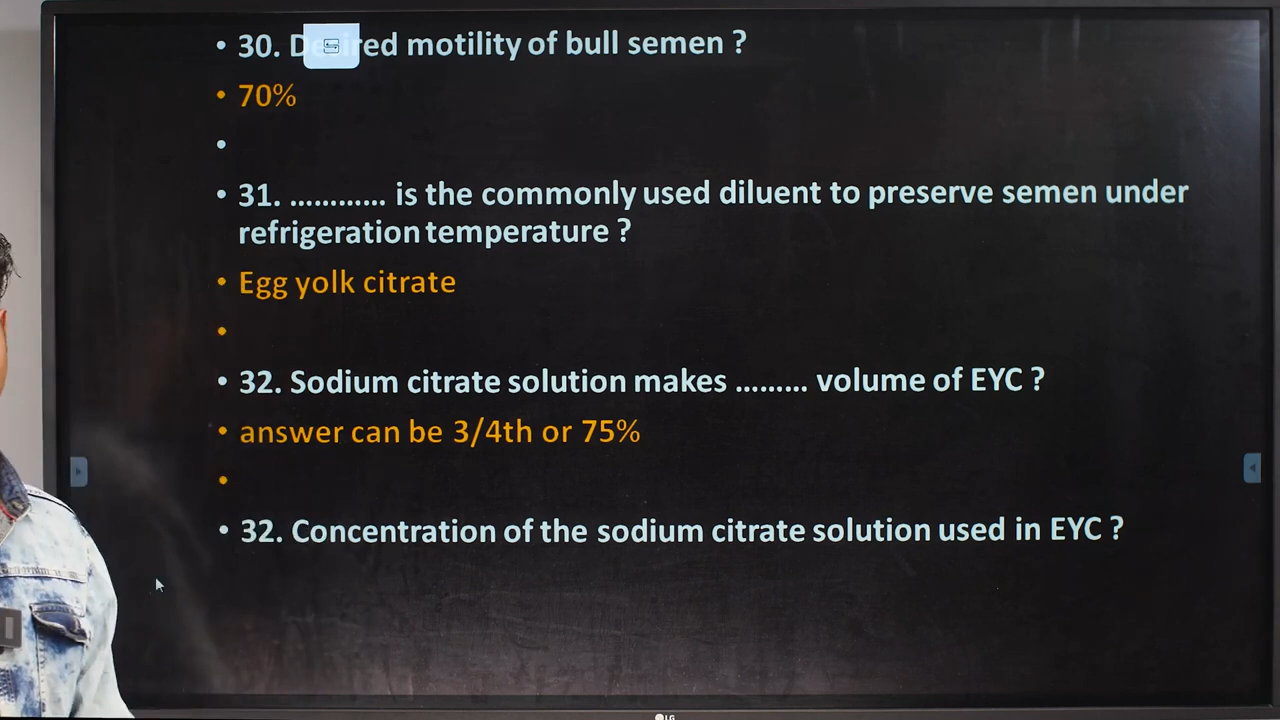 • 30. Desired motility of bull semen ?
• 70%
•
• 31. ………… is the commonly used diluent to preserve semen under
refrigeration temperature ?
• Egg yolk citrate
•
• 32. Sodium citrate solution makes ……… volume of EYC ?
• answer can be 3/4th or 75%
•
• 32. Concentration of the sodium citrate solution used in EYC ?
LG